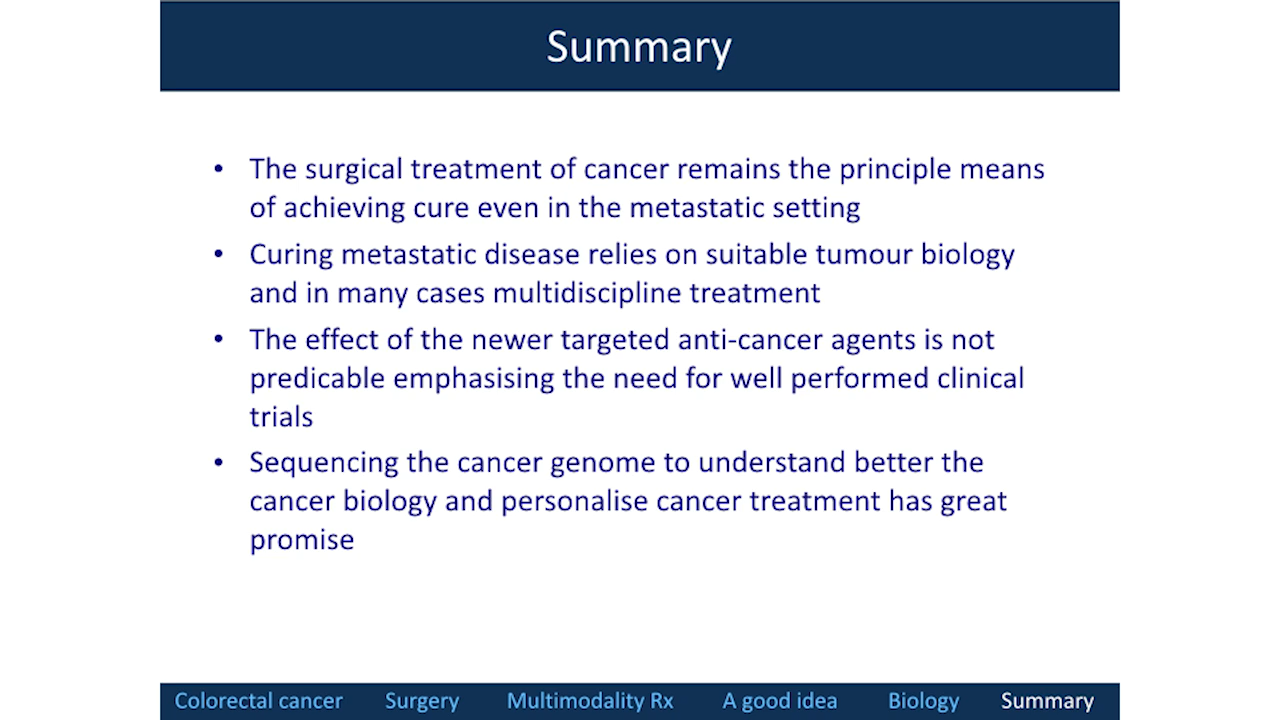 Summary
• The surgical treatment of cancer remains the principle means
of achieving cure even in the metastatic setting
• Curing metastatic disease relies on suitable tumour biology
and in many cases multidiscipline treatment
• The effect of the newer targeted anti-cancer agents is not
predicable emphasising the need for well performed clinical
trials
• Sequencing the cancer genome to understand better the
cancer biology and personalise cancer treatment has great
promise
Colorectal cancer Surgery Multimodality Rx A good idea Biology Summary